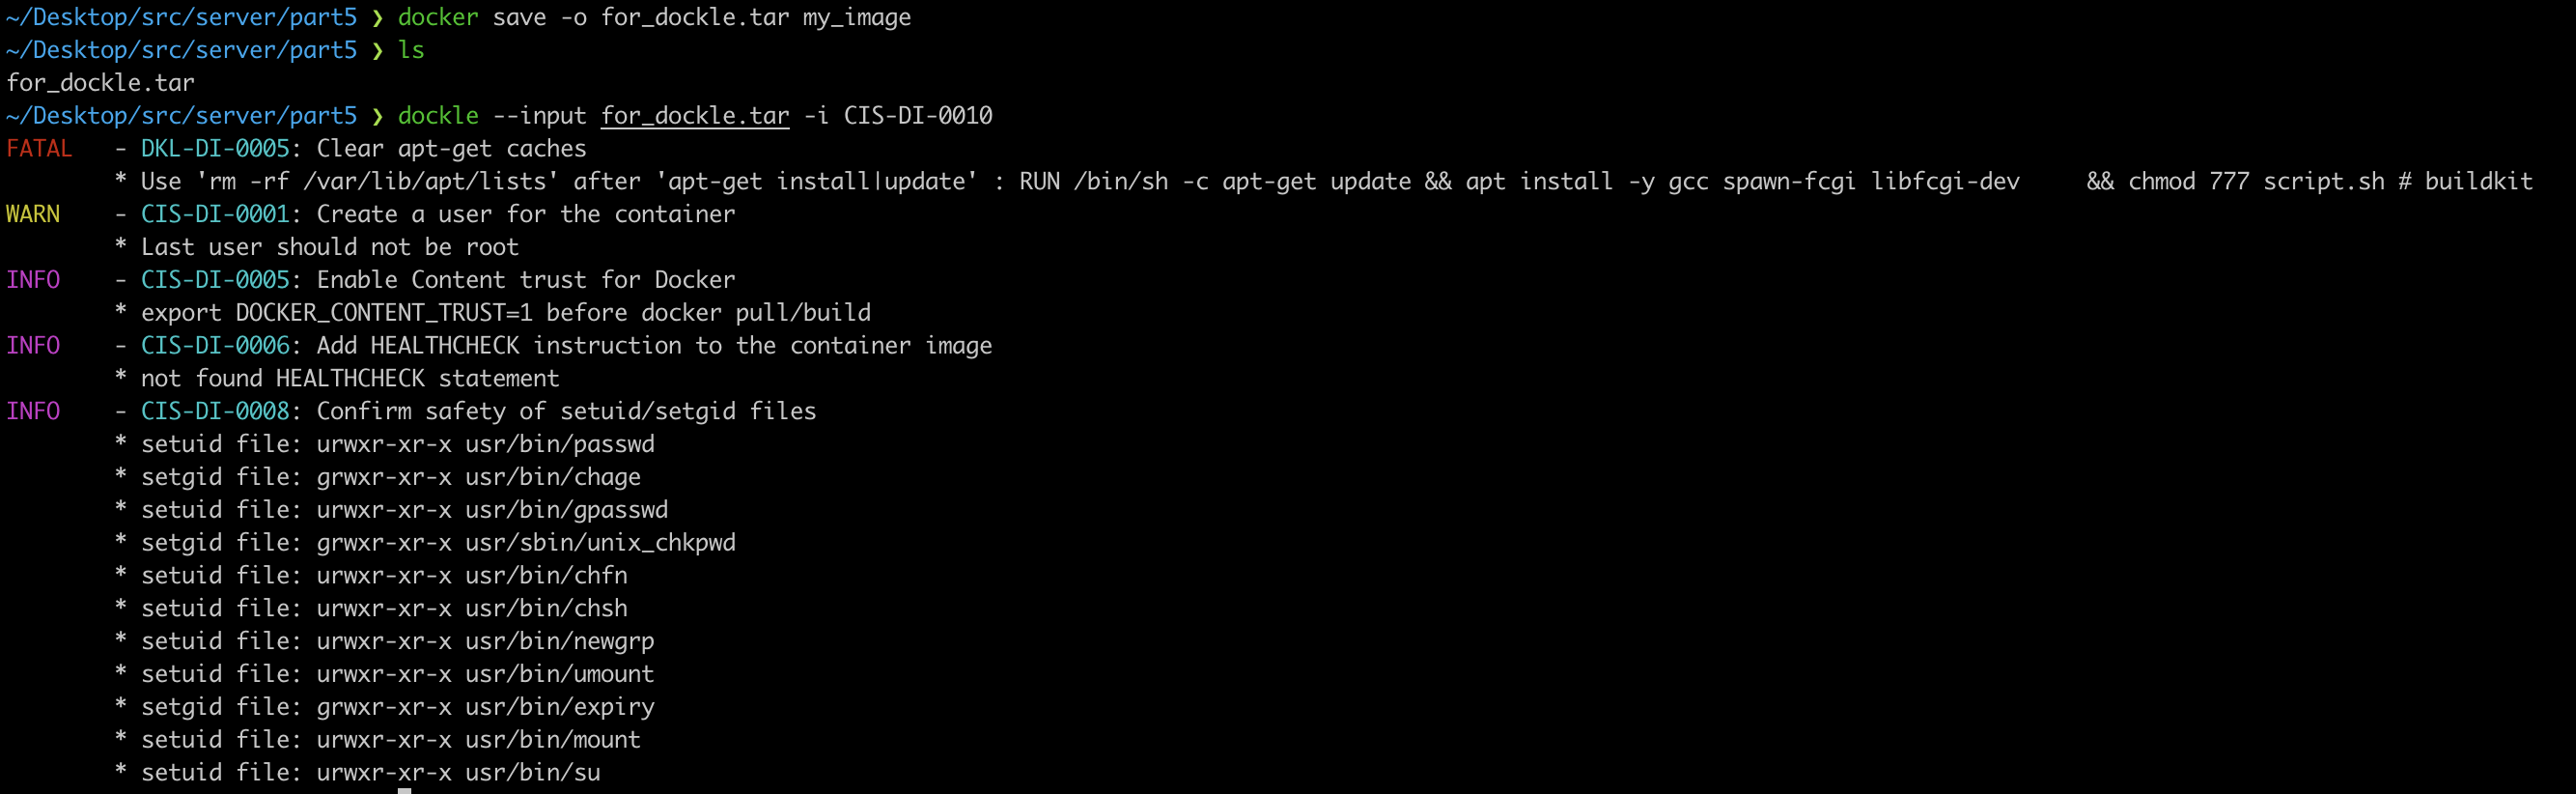 ~/Desktop/src/server/part5 ❯ docker save -o for_dockle.tar my_image
~/Desktop/src/server/part5 ❯ ls
for_dockle.tar
~/Desktop/src/server/part5 ❯ dockle --input for_dockle.tar -i CIS-DI-0010
FATAL   - DKL-DI-0005: Clear apt-get caches
        * Use 'rm -rf /var/lib/apt/lists' after 'apt-get install|update' : RUN /bin/sh -c apt-get update && apt install -y gcc spawn-fcgi libfcgi-dev     && chmod 777 script.sh # buildkit
WARN    - CIS-DI-0001: Create a user for the container
        * Last user should not be root
INFO    - CIS-DI-0005: Enable Content trust for Docker
        * export DOCKER_CONTENT_TRUST=1 before docker pull/build
INFO    - CIS-DI-0006: Add HEALTHCHECK instruction to the container image
        * not found HEALTHCHECK statement
INFO    - CIS-DI-0008: Confirm safety of setuid/setgid files
        * setuid file: urwxr-xr-x usr/bin/passwd
        * setgid file: grwxr-xr-x usr/bin/chage
        * setuid file: urwxr-xr-x usr/bin/gpasswd
        * setgid file: grwxr-xr-x usr/sbin/unix_chkpwd
        * setuid file: urwxr-xr-x usr/bin/chfn
        * setuid file: urwxr-xr-x usr/bin/chsh
        * setuid file: urwxr-xr-x usr/bin/newgrp
        * setuid file: urwxr-xr-x usr/bin/umount
        * setgid file: grwxr-xr-x usr/bin/expiry
        * setuid file: urwxr-xr-x usr/bin/mount
        * setuid file: urwxr-xr-x usr/bin/su